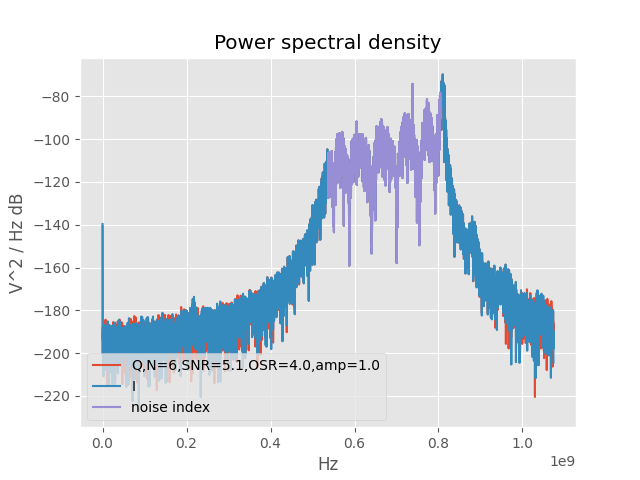 Power spectral density
V^2 / Hz dB
−80
−100
−120
−140
−160
−180
−200
−220
Q,N=6,SNR=5.1,OSR=4.0,amp=1.0
I
noise index
0.0 0.2 0.4 0.6 0.8 1.0
1e9
Hz